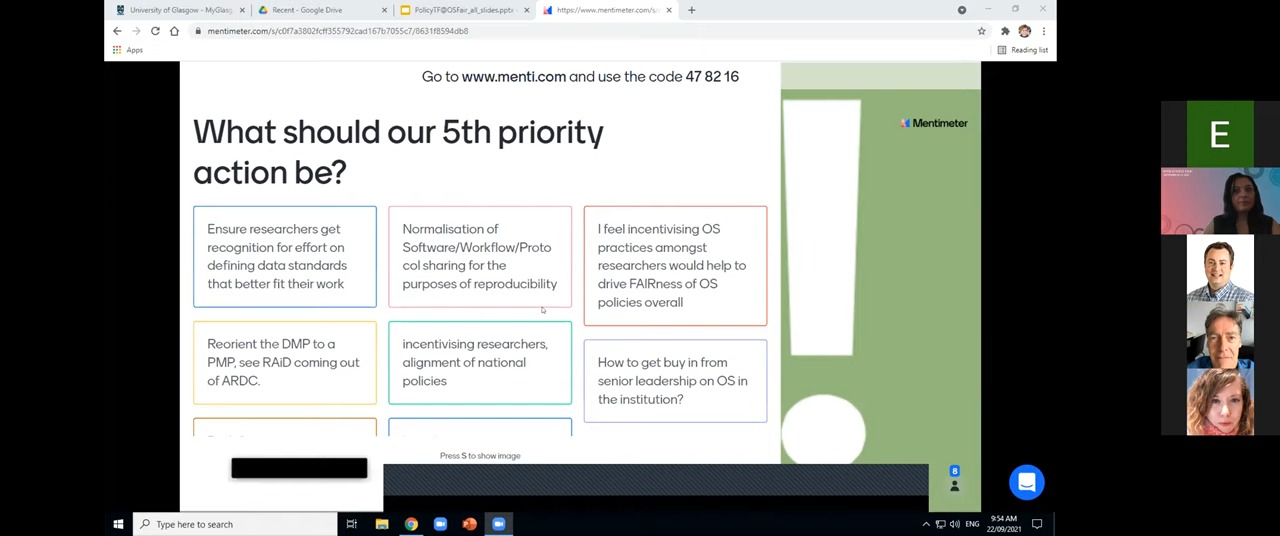 University of Glasgow - MyGlasg
Recent - Google Drive
PolicyTF@OSFair_all_slides.pptx
https://www.mentimeter.com/s/
mentimeter.com/s/c0f7a3802fcff355792cad167b7055c7/8631f8594db8
Apps
Reading list
Go to www.menti.com and use the code 47 82 16
Mentimeter
What should our 5th priority
action be?
Ensure researchers get
recognition for effort on
defining data standards
that better fit their work
Normalisation of
Software/Workflow/Proto
col sharing for the
purposes of reproducibility
I feel incentivising OS
practices amongst
researchers would help to
drive FAIRness of OS
policies overall
Reorient the DMP to a
PMP, see RAiD coming out
of ARDC.
incentivising researchers,
alignment of national
policies
How to get buy in from
senior leadership on OS in
the institution?
Press S to show image
8
Type here to search
ENG
9:54 AM
22/09/2021
E